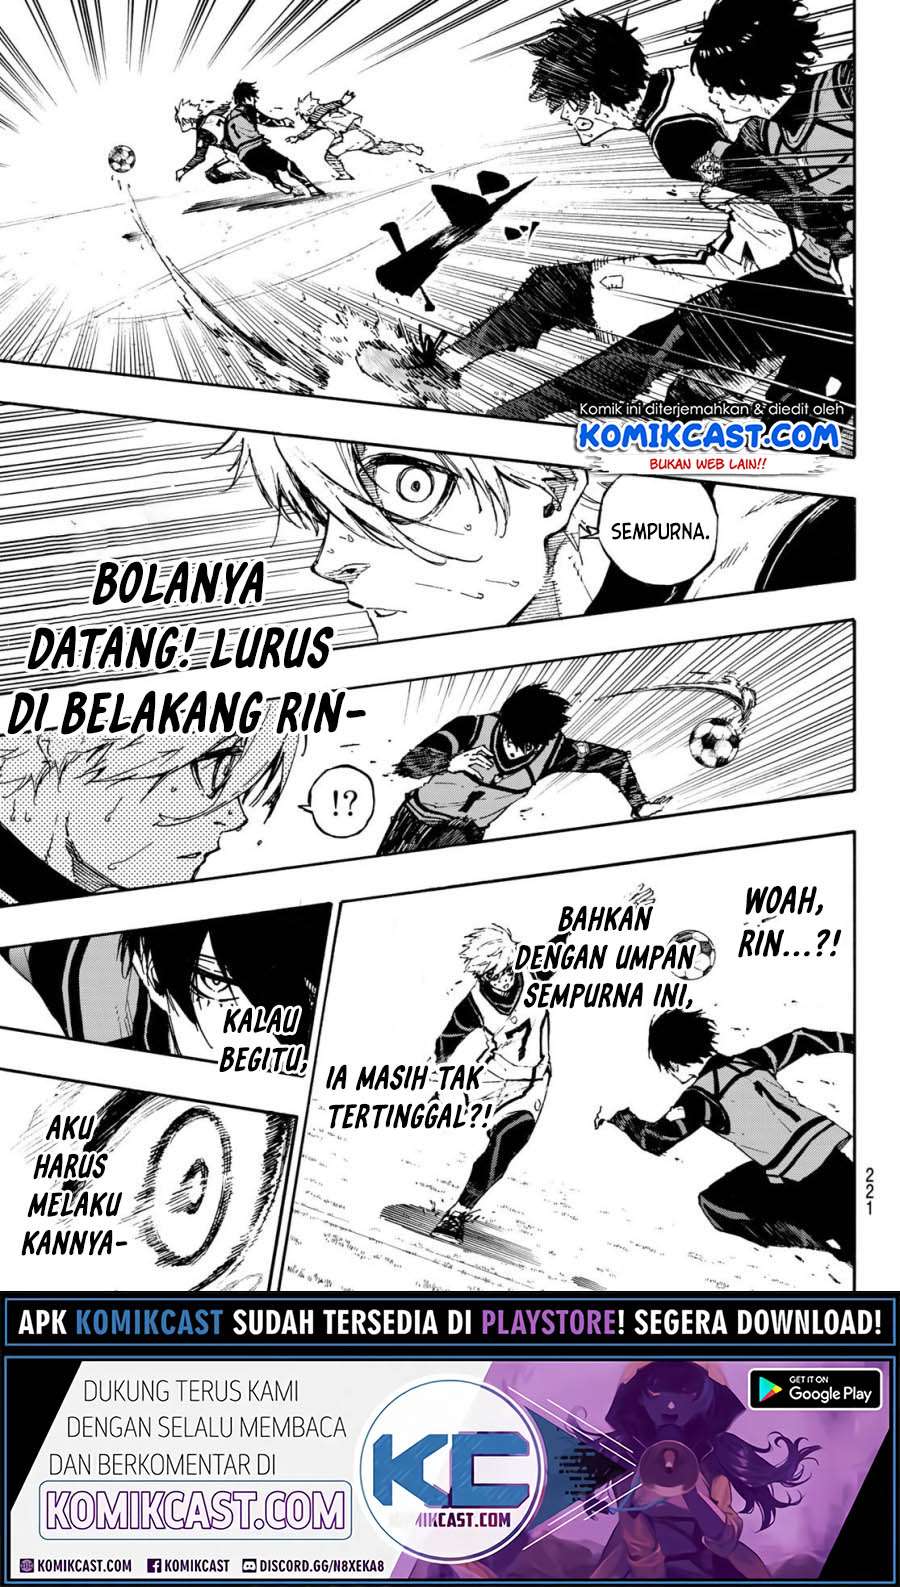 Komik ini diterjemahkan & diedit oleh
KOMIKCAST.COM
BUKAN WEB LAIN!!
SEMPURNA.
BOLANYA
DATANG! LURUS
DI BELAKANG RIN-
!?
WOAH,
RIN...?!
BAHKAN
DENGAN UMPAN
SEMPURNA INI,
IA MASIH TAK
TERTINGGAL?!
KALAU
BEGITU,
AKU
HARUS
MELAKU
KANNYA-
221
APK KOMIKCAST SUDAH TERSEDIA DI PLAYSTORE! SEGERA DOWNLOAD!
DUKUNG TERUS KAMI
DENGAN SELALU MEMBACA
DAN BERKOMENTAR DI
KOMIKCAST.COM
KOMIKCAST.COM
KOMIKCAST
DISCORD.GG/N8XEKA8
KC
MIKCAST.COM
GET IT ON
Google Play